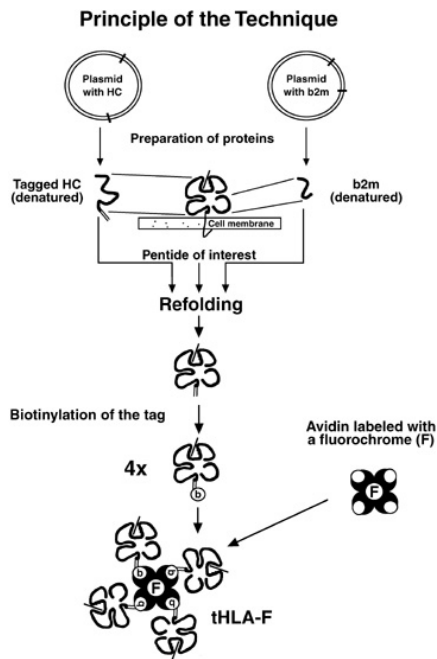 Principle of the Technique
Plasmid
with HC
Plasmid
with b2m
Preparation of proteins
Tagged HC
(denatured)
b2m
(denatured)
Cell membrane
Pentide of interest
Refolding
Biotinylation of the tag
Avidin labeled with
a fluorochrome (F)
4x
b
F
b
b
F
b
b
tHLA-F